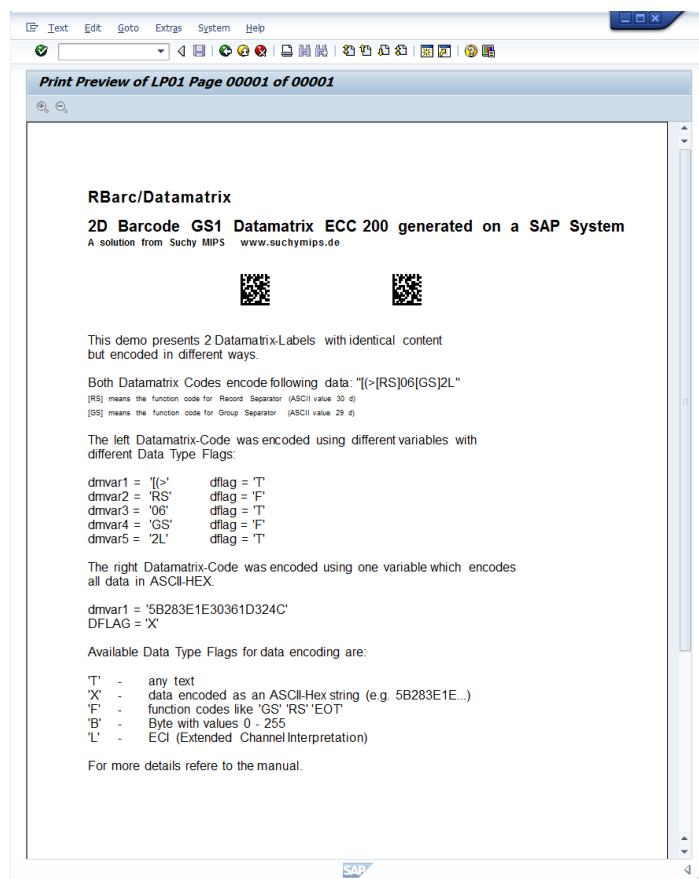 Text Edit Goto Extras System Help
Print Preview of LP01 Page 00001 of 00001
RBarc/Datamatrix
2D Barcode GS1 Datamatrix ECC 200 generated on a SAP System
A solution from Suchy MIPS www.suchymips.de
This demo presents 2 Datamatrix-Labels with identical content
but encoded in different ways.
Both Datamatrix Codes encode following data: "[(>[RS]06[GS]2L"
[RS] means the function code for Record Separator (ASCII value 30 d)
[GS] means the function code for Group Separator (ASCII value 29 d)
The left Datamatrix-Code was encoded using different variables with
different Data Type Flags:
dmvar1 = '[(>' dflag = 'T'
dmvar2 = 'RS' dflag = 'F'
dmvar3 = '06' dflag = 'T'
dmvar4 = 'GS' dflag = 'F'
dmvar5 = '2L' dflag = 'T'
The right Datamatrix-Code was encoded using one variable which encodes
all data in ASCII-HEX.
dmvar1 = '5B283E1E30361D324C'
DFLAG = 'X'
Available Data Type Flags for data encoding are:
'T' - any text
'X' - data encoded as an ASCII-Hex string (e.g. 5B283E1E...)
'F' - function codes like 'GS' 'RS' 'EOT'
'B' - Byte with values 0 - 255
'L' - ECI (Extended Channel Interpretation)
For more details refere to the manual.
SAP